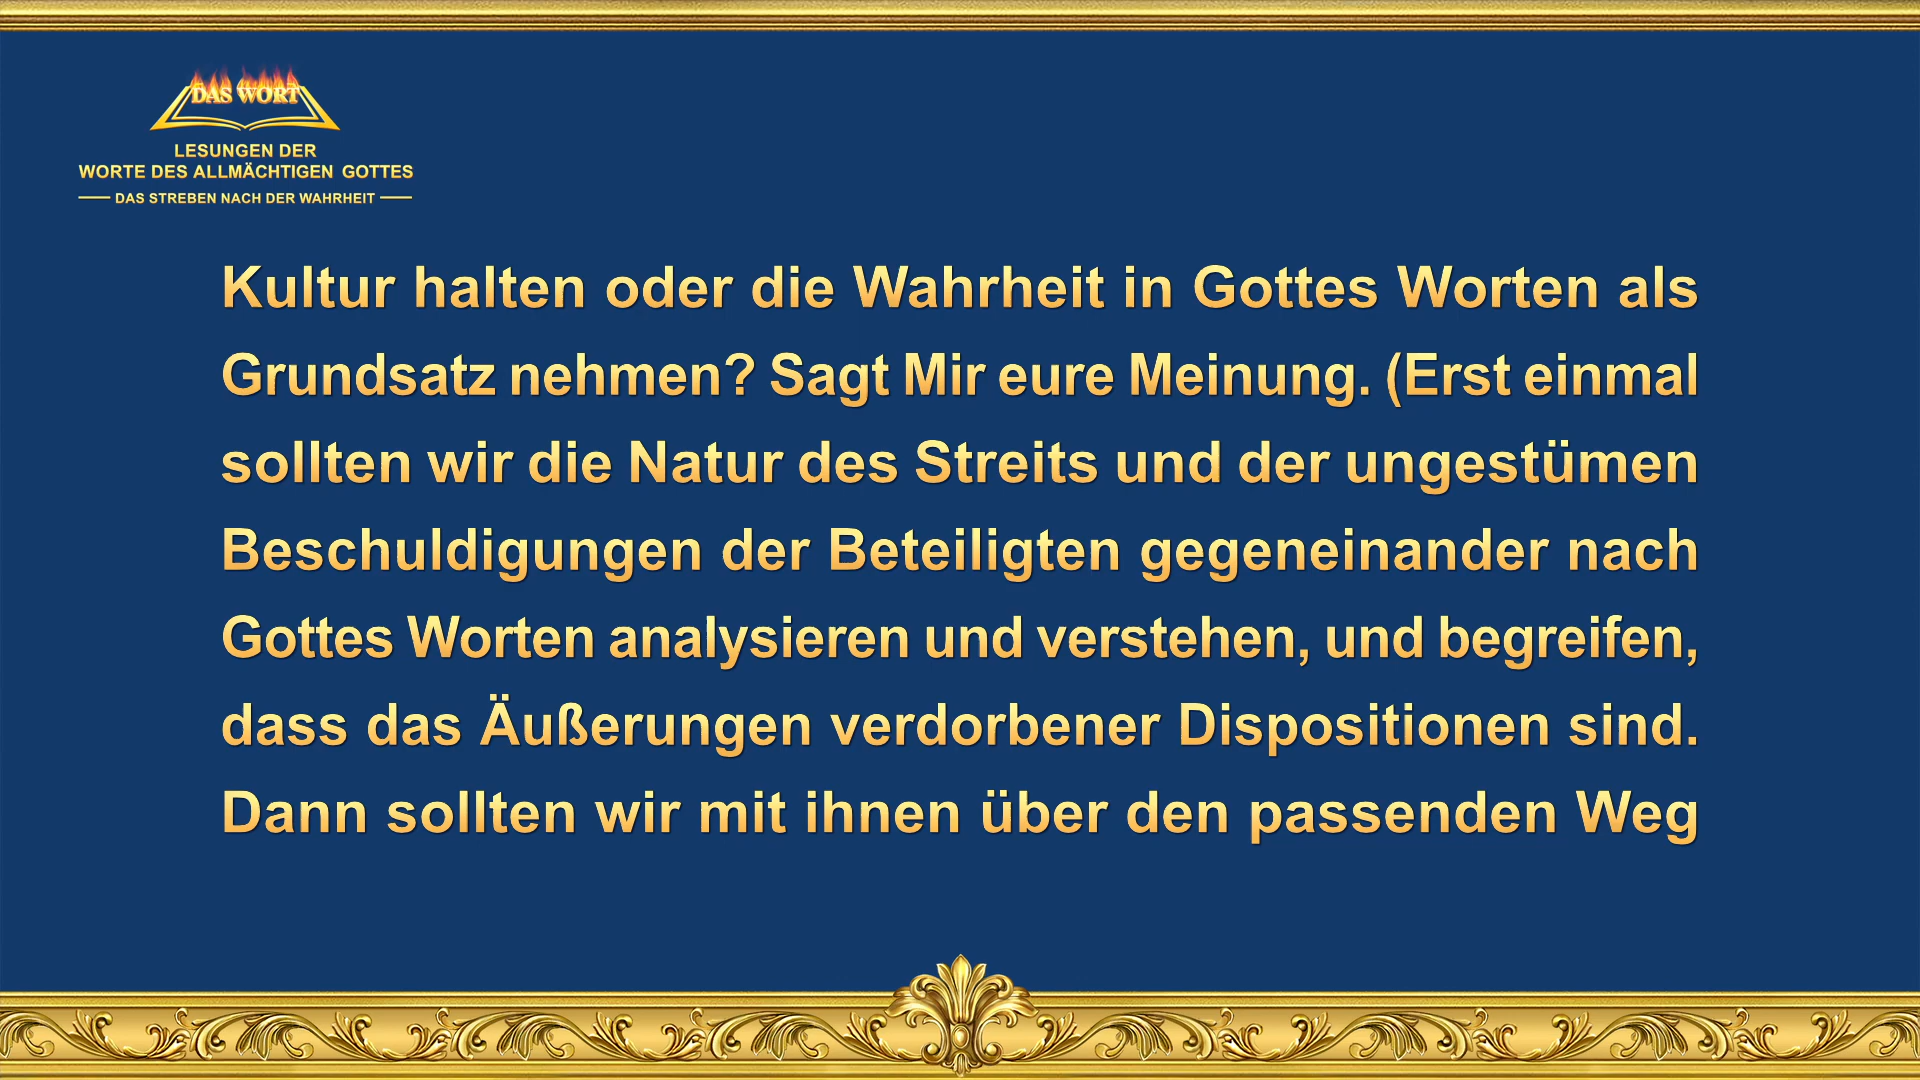 DAS WORT
LESUNGEN DER
WORTE DES ALLMÄCHTIGEN GOTTES
DAS STREBEN NACH DER WAHRHEIT
Kultur halten oder die Wahrheit in Gottes Worten als
Grundsatz nehmen? Sagt Mir eure Meinung. (Erst einmal
sollten wir die Natur des Streits und der ungestümen
Beschuldigungen der Beteiligten gegeneinander nach
Gottes Worten analysieren und verstehen, und begreifen,
dass das Äußerungen verdorbener Dispositionen sind.
Dann sollten wir mit ihnen über den passenden Weg